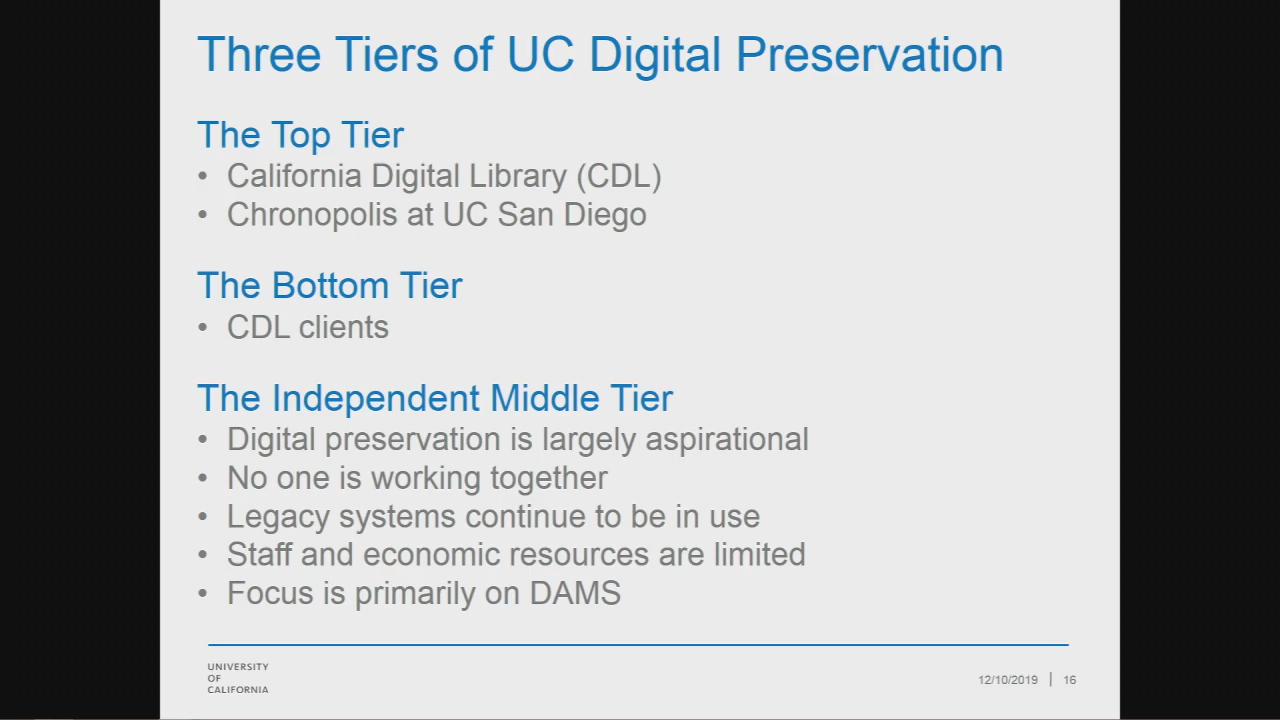 Three Tiers of UC Digital Preservation
The Top Tier
• California Digital Library (CDL)
• Chronopolis at UC San Diego
The Bottom Tier
• CDL clients
The Independent Middle Tier
• Digital preservation is largely aspirational
• No one is working together
• Legacy systems continue to be in use
• Staff and economic resources are limited
• Focus is primarily on DAMS
UNIVERSITY
OF
CALIFORNIA
12/10/2019 | 16